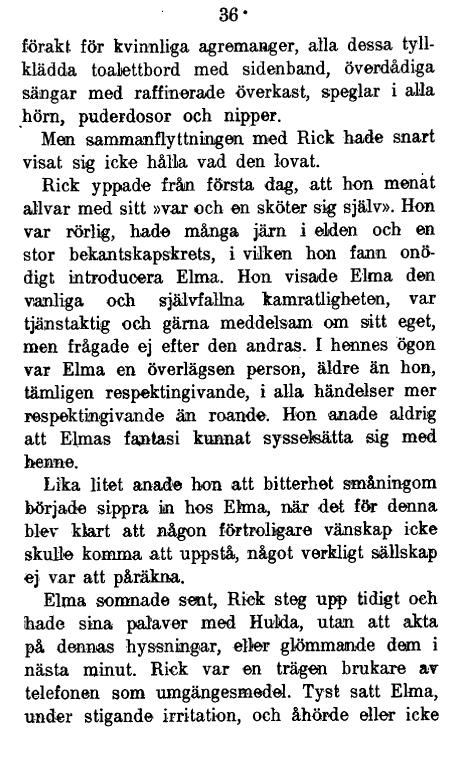 36
förakt för kvinnliga agremanger, alla dessa tyll-
klädda toalettbord med sidenband, överdådiga
sängar med raffinerade överkast, speglar i alla
hörn, puderdosor och nipper.
Men sammanflyttningen med Rick hade snart
visat sig icke hålla vad den lovat.
Rick yppade från första dag, att hon menat
allvar med sitt »var och en sköter sig själv». Hon
var rörlig, hade många järn i elden och en
stor bekantskapskrets, i vilken hon fann onö-
digt introducera Elma. Hon visade Elma den
vanliga och självfallna kamratligheten, var
tjänstaktig och gärna meddelsam om sitt eget,
men frågade ej efter den andras. I hennes ögon
var Elma en överlägsen person, äldre än hon,
tämligen respektingivande, i alla händelser mer
respektingivande än roande. Hon anade aldrig
att Elmas fantasi kunnat sysselsätta sig med
henne.
Lika litet anade hon att bitterhet småningom
började sippra in hos Elma, när det för denna
blev klart att någon förtroligare vänskap icke
skulle komma att uppstå, något verkligt sällskap
ej var att påräkna.
Elma somnade sent, Rick steg upp tidigt och
hade sina palaver med Hulda, utan att akta
på dennas hyssningar, eller glömmande dem i
nästa minut. Rick var en trägen brukare av
telefonen som umgängesmedel. Tyst satt Elma,
under stigande irritation, och åhörde eller icke